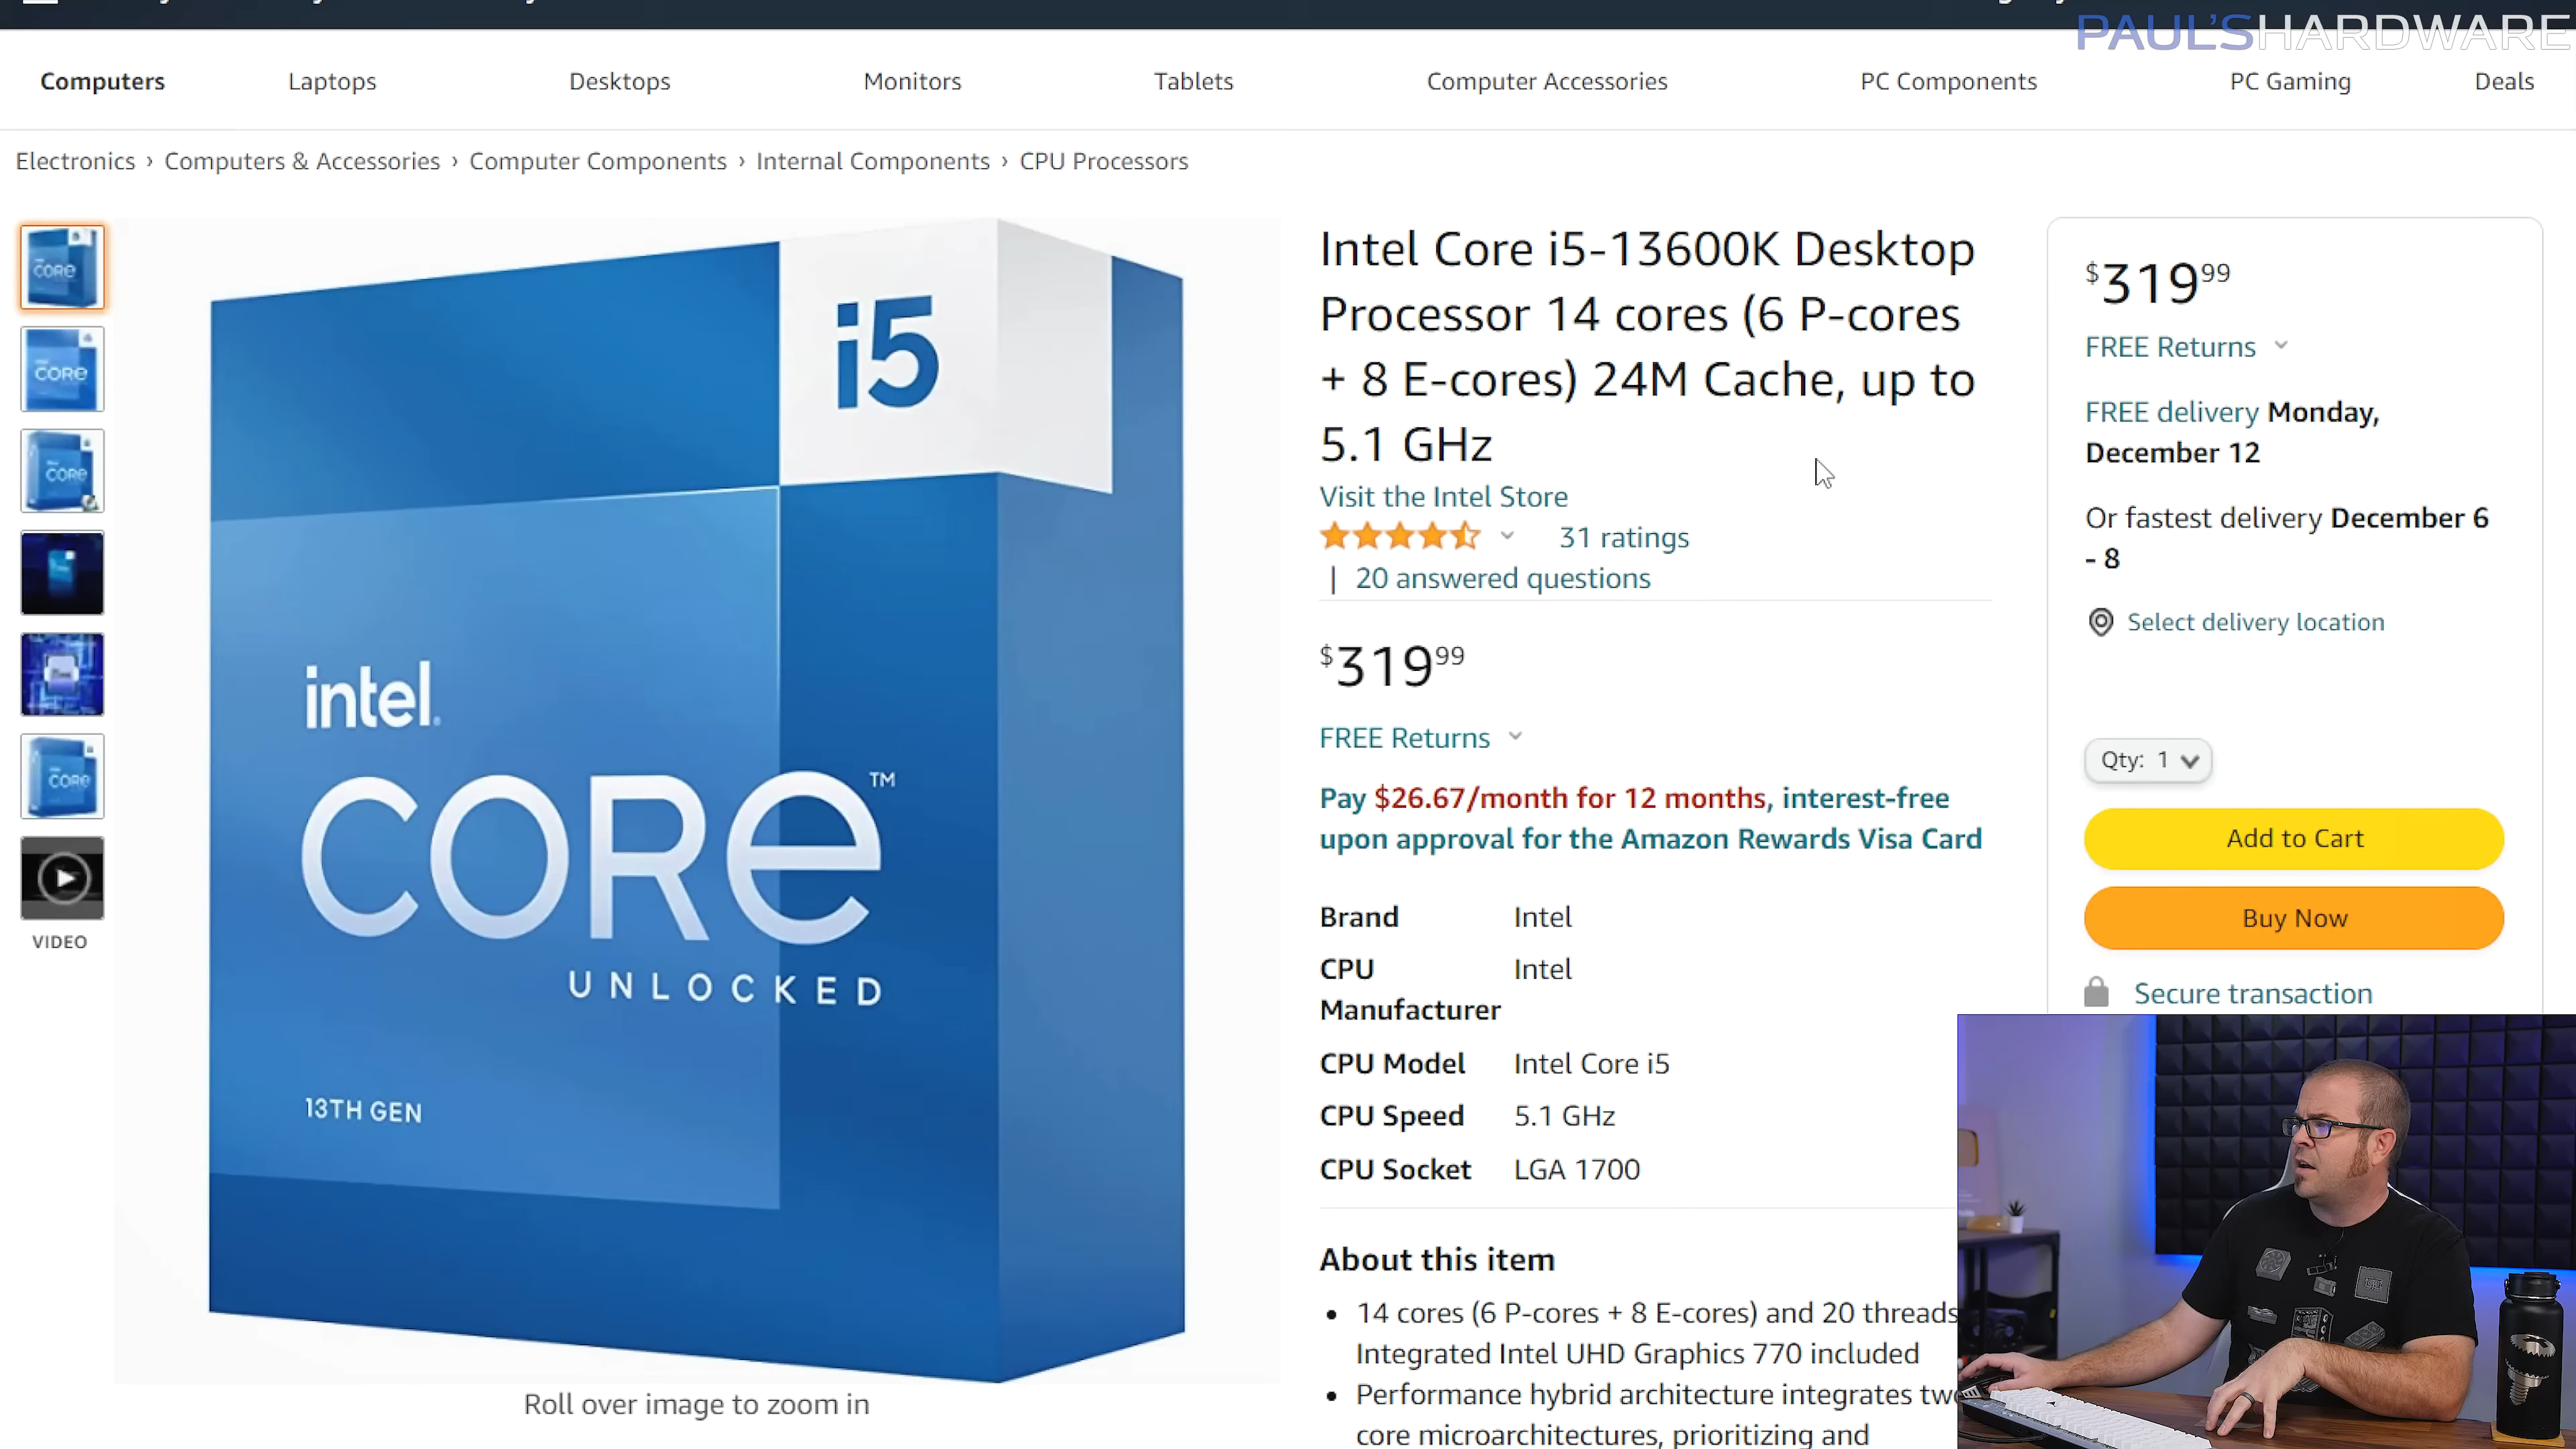 PAUL'SHARDWARE
Computers Laptops Desktops Monitors Tablets Computer Accessories PC Components PC Gaming Deals
Electronics › Computers & Accessories › Computer Components › Internal Components › CPU Processors
CORE
CORE
CORE
CORE
VIDEO
i5
intel.
CORE™
UNLOCKED
13TH GEN
Roll over image to zoom in
Intel Core i5-13600K Desktop
Processor 14 cores (6 P-cores
+ 8 E-cores) 24M Cache, up to
5.1 GHz
Visit the Intel Store
31 ratings
| 20 answered questions
$319 99
FREE Returns
Pay $26.67/month for 12 months, interest-free
upon approval for the Amazon Rewards Visa Card
Brand Intel
CPU Intel
Manufacturer
CPU Model Intel Core i5
CPU Speed 5.1 GHz
CPU Socket LGA 1700
About this item
• 14 cores (6 P-cores + 8 E-cores) and 20 threads
Integrated Intel UHD Graphics 770 included
• Performance hybrid architecture integrates two
core microarchitectures, prioritizing and
$319 99
FREE Returns
FREE delivery Monday,
December 12
Or fastest delivery December 6
- 8
Select delivery location
Qty: 1
Add to Cart
Buy Now
Secure transaction